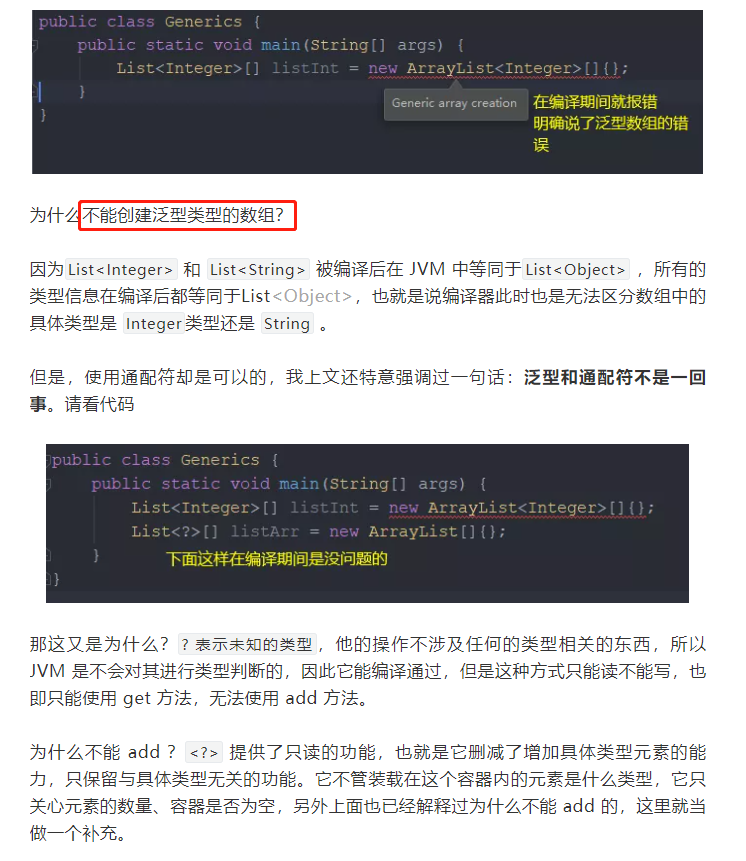 public class Generics {
public static void main(String[] args) {
List<Integer>[] listInt = new ArrayList<Integer>[]{};
}
}
Generic array creation
在编译期间就报错
明确说了泛型数组的错
误
为什么不能创建泛型类型的数组？
因为 List<Integer> 和 List<String> 被编译后在 JVM 中等同于 List<Object> ，所有的
类型信息在编译后都等同于List<Object>，也就是说编译器此时也是无法区分数组中的
具体类型是 Integer类型还是 String 。
但是，使用通配符却是可以的，我上文还特意强调过一句话：泛型和通配符不是一回
事。请看代码
public class Generics {
public static void main(String[] args) {
List<Integer>[] listInt = new ArrayList<Integer>[]{};
List<?>[] listArr = new ArrayList[]{};
}
下面这样在编译期间是没问题的
}
那这又是为什么？? 表示未知的类型，他的操作不涉及任何的类型相关的东西，所以
JVM 是不会对其进行类型判断的，因此它能编译通过，但是这种方式只能读不能写，也
即只能使用 get 方法，无法使用 add 方法。
为什么不能 add ？ <?> 提供了只读的功能，也就是它删减了增加具体类型元素的能
力，只保留与具体类型无关的功能。它不管装载在这个容器内的元素是什么类型，它只
关心元素的数量、容器是否为空，另外上面也已经解释过为什么不能 add 的，这里就当
做一个补充。